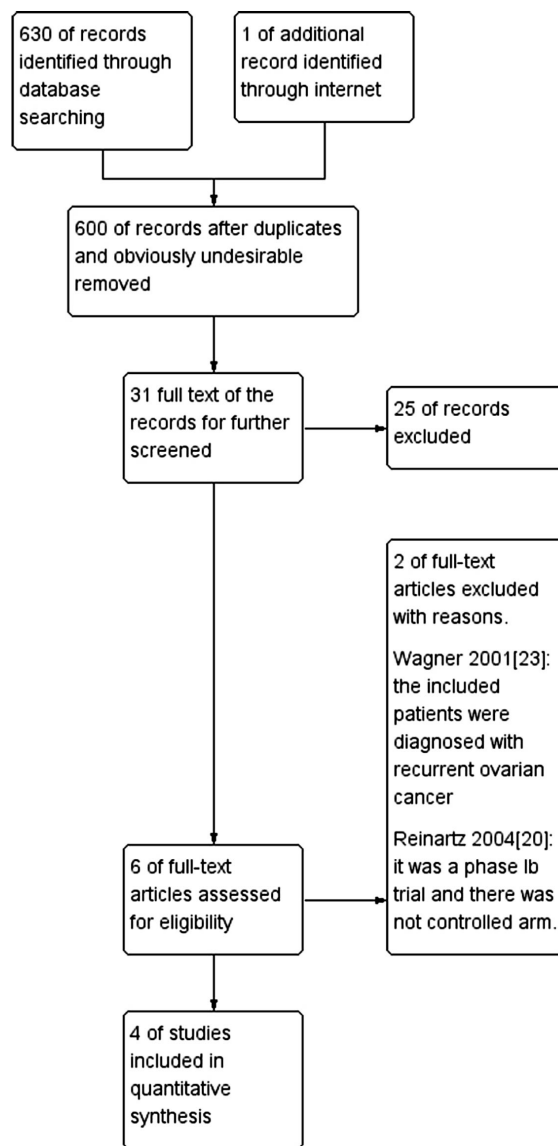 630 of records
identified through
database
searching
1 of additional
record identified
through internet
600 of records after duplicates
and obviously undesirable
removed
31 full text of the
records for further
screened
25 of records
excluded
2 of full-text
articles excluded
with reasons.
Wagner 2001[23]:
the included
patients were
diagnosed with
recurrent ovarian
cancer
Reinartz 2004[20]:
it was a phase Ib
trial and there was
not controlled arm.
6 of full-text
articles assessed
for eligibility
4 of studies
included in
quantitative
synthesis